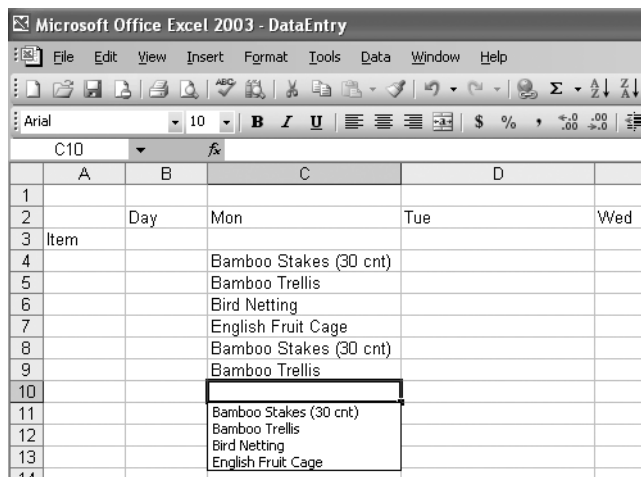 Microsoft Office Excel 2003 - DataEntry
File Edit View Insert Format Tools Data Window Help
Arial 10 B I U $ % , .00 .00
C10 fx
A B C D
1
2 Day Mon Tue Wed
3 Item
4 Bamboo Stakes (30 cnt)
5 Bamboo Trellis
6 Bird Netting
7 English Fruit Cage
8 Bamboo Stakes (30 cnt)
9 Bamboo Trellis
10
11 Bamboo Stakes (30 cnt)
12 Bamboo Trellis
Bird Netting
13 English Fruit Cage
14